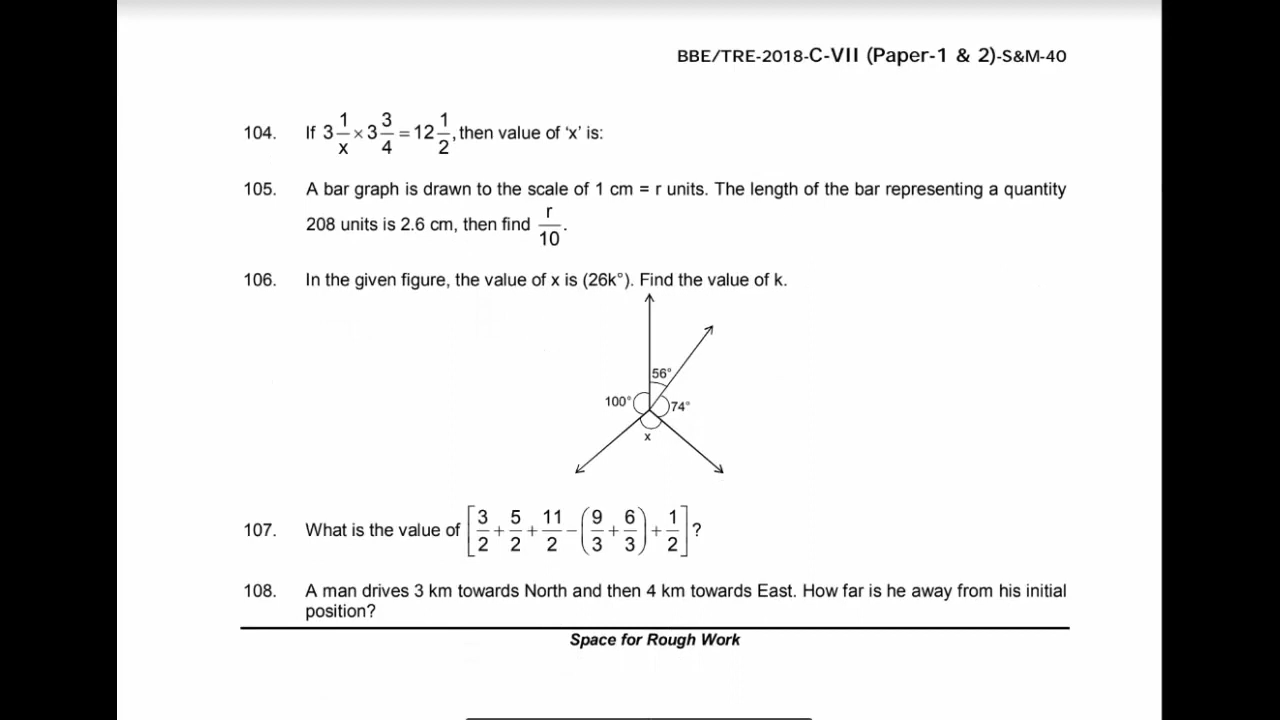 BBE/TRE-2018-C-VII (Paper-1 & 2)-S&M-40
104. If 3 1/x × 3 3/4 = 12 1/2, then value of ‘x’ is:
105. A bar graph is drawn to the scale of 1 cm = r units. The length of the bar representing a quantity
208 units is 2.6 cm, then find r/10.
106. In the given figure, the value of x is (26k°). Find the value of k.
56°
100° 74°
x
107. What is the value of [3/2 + 5/2 + 11/2 − (9/3 + 6/3) + 1/2]?
108. A man drives 3 km towards North and then 4 km towards East. How far is he away from his initial
position?
Space for Rough Work